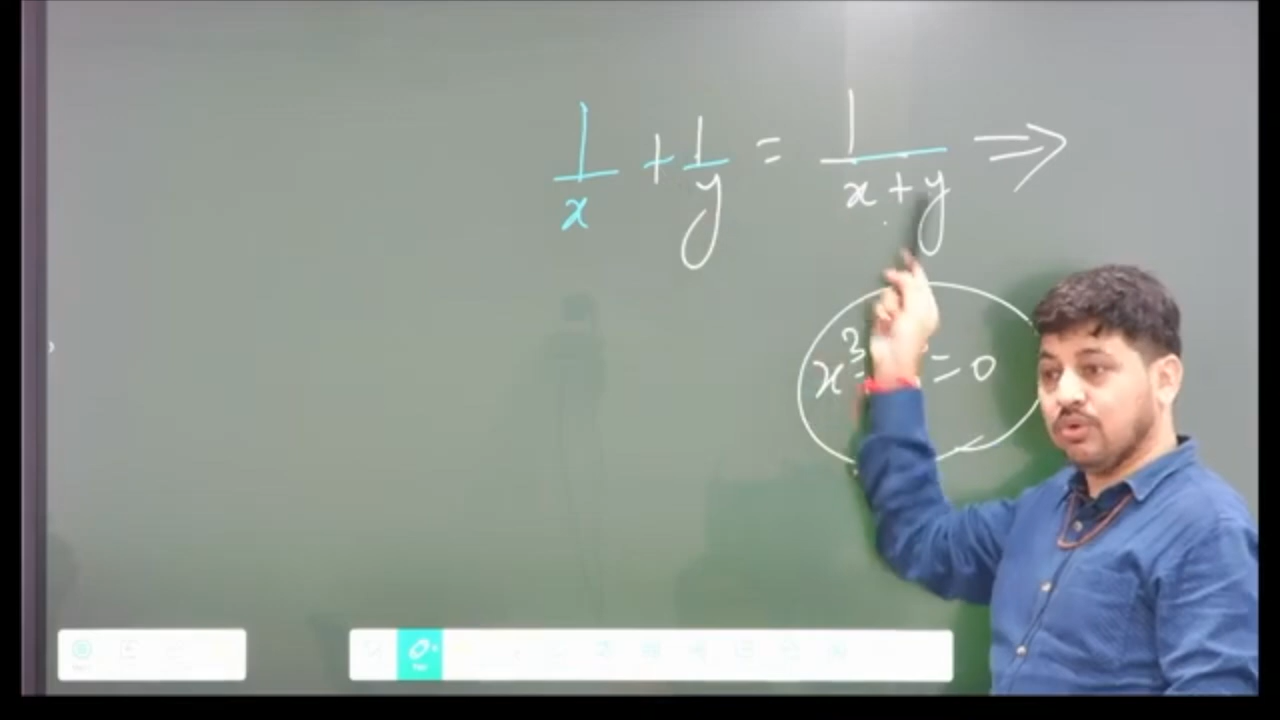 1/x + 1/y = 1/(x + y) ⇒
x³ = 0